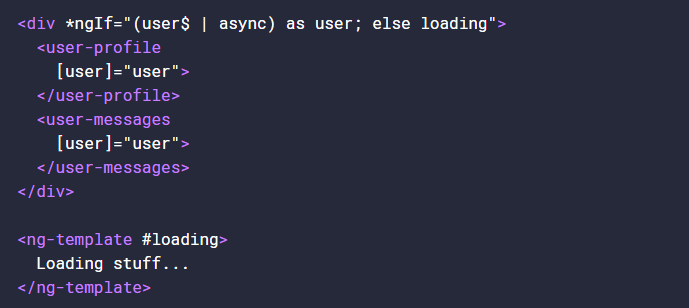 <div *ngIf="(user$ | async) as user; else loading">
  <user-profile
    [user]="user">
  </user-profile>
  <user-messages
    [user]="user">
  </user-messages>
</div>

<ng-template #loading>
  Loading stuff...
</ng-template>